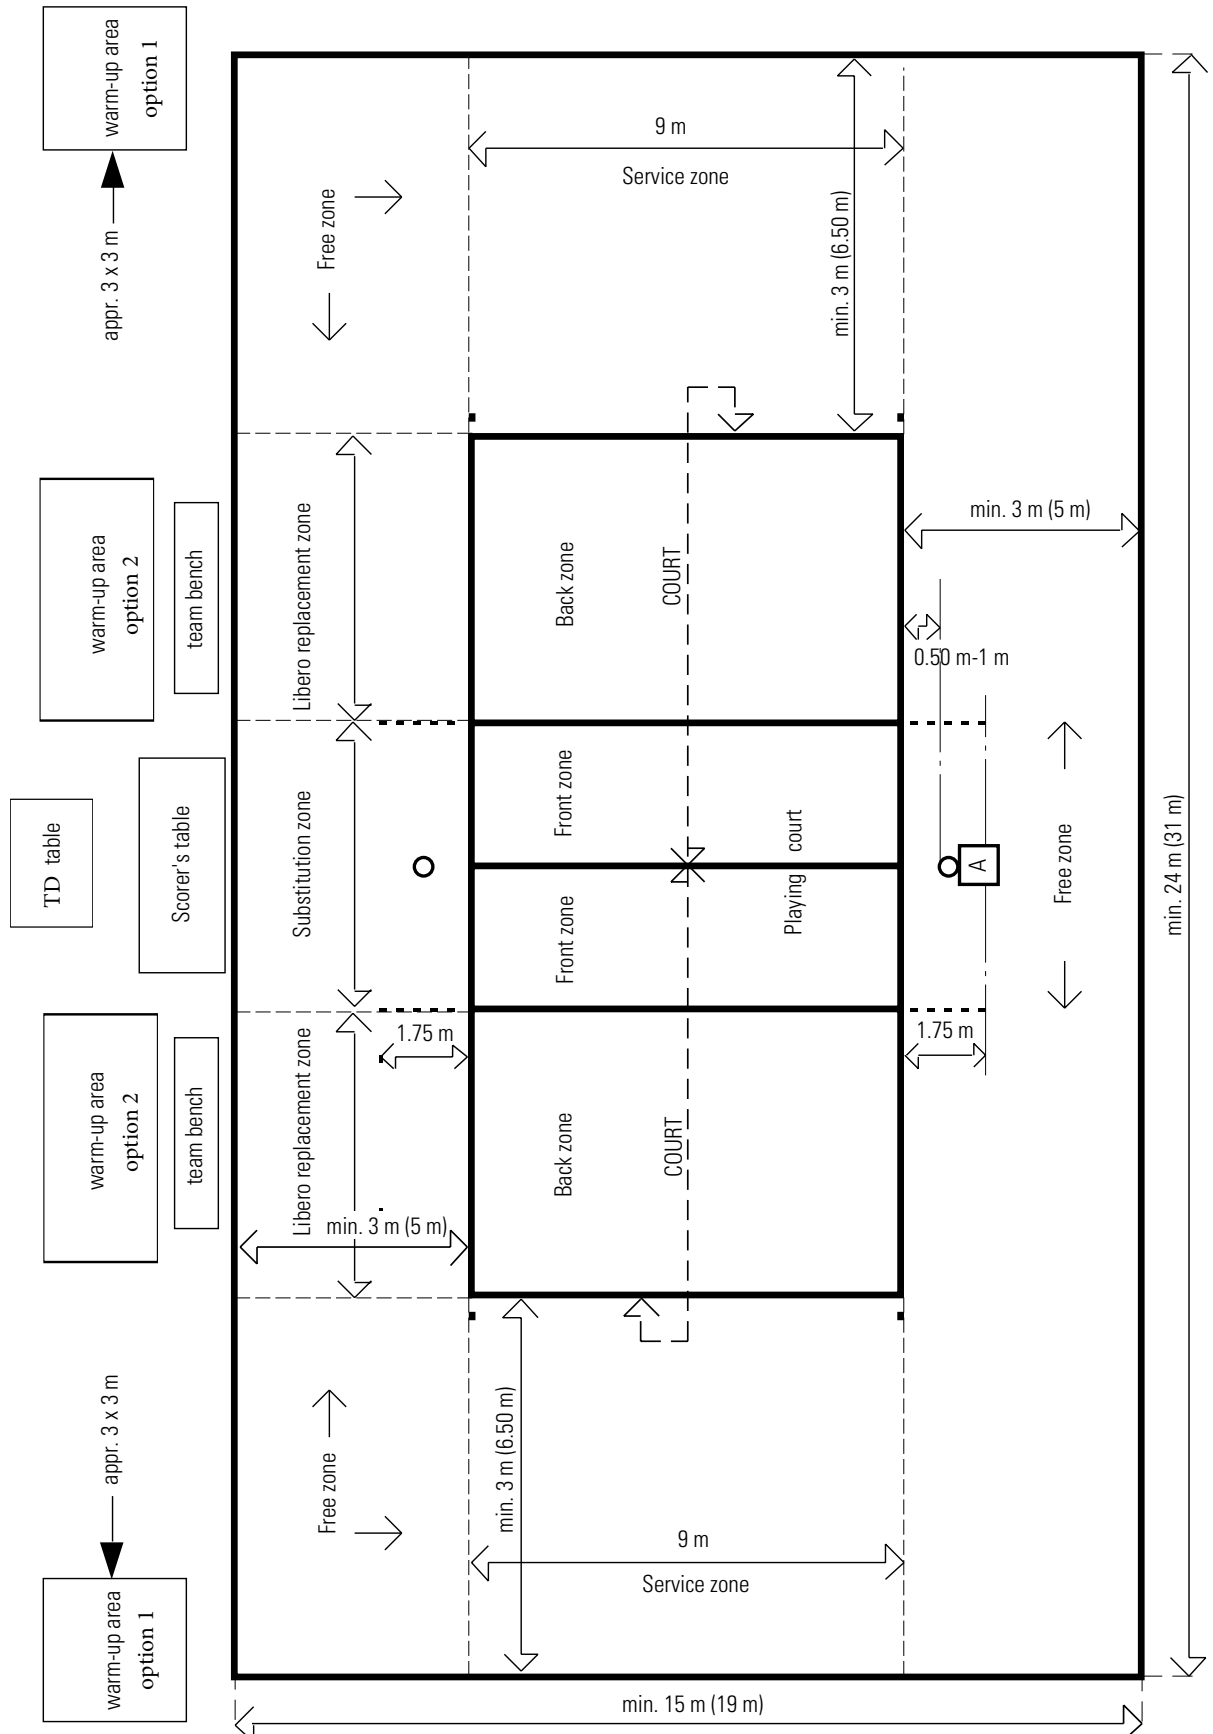 warm-up area
option 1
appr. 3 x 3 m
Free zone
9 m
Service zone
min. 3 m (6.50 m)
warm-up area
option 2
team bench
Libero replacement zone
Back zone
COURT
min. 3 m (5 m)
0.50 m-1 m
TD table
Scorer's table
Substitution zone
Front zone
Front zone
Playing court
A
Free zone
min. 24 m (31 m)
warm-up area
option 2
team bench
Libero replacement zone
1.75 m
1.75 m
Back zone
COURT
min. 3 m (5 m)
appr. 3 x 3 m
Free zone
min. 3 m (6.50 m)
9 m
Service zone
warm-up area
option 1
min. 15 m (19 m)